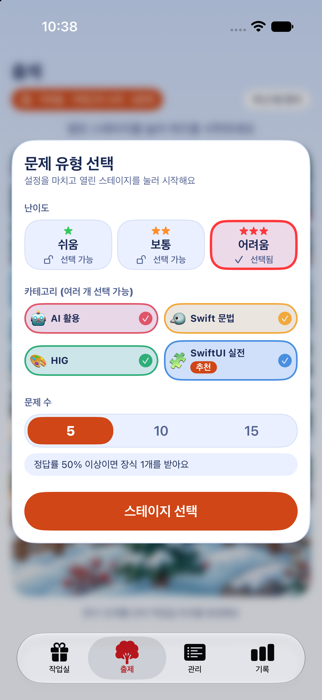 10:38
문제 유형 선택
설정을 마치고 열린 스테이지를 눌러 시작해요
난이도
쉬움
선택 가능
보통
선택 가능
어려움
선택됨
카테고리 (여러 개 선택 가능)
AI 활용
Swift 문법
HIG
SwiftUI 실전
추천
문제 수
5
10
15
정답률 50% 이상이면 장식 1개를 받아요
스테이지 선택
작업실
출제
관리
기록